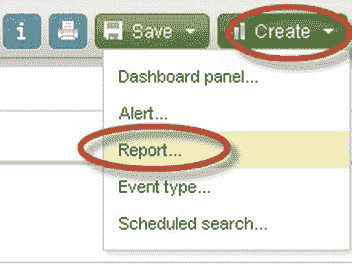 i Save Create
Dashboard panel...
Alert...
Report...
Event type...
Scheduled search...